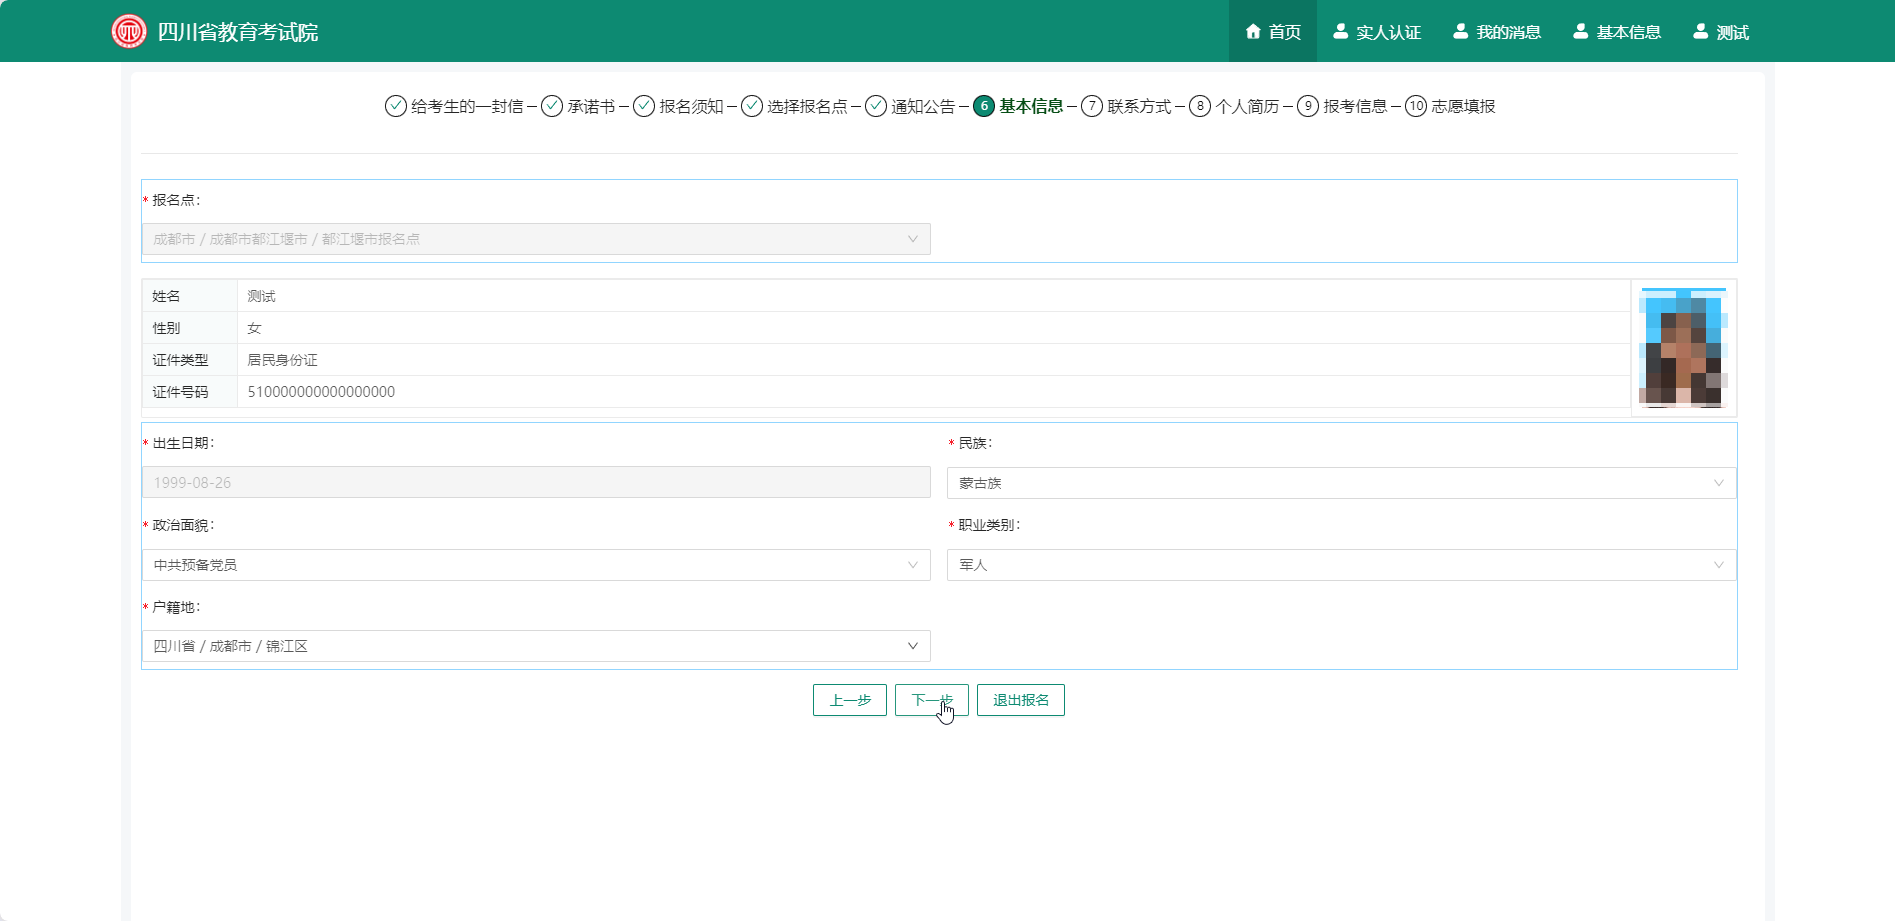 四川省教育考试院
首页 实人认证 我的消息 基本信息 测试
给考生的一封信 承诺书 报名须知 选择报名点 通知公告 6 基本信息 7 联系方式 8 个人简历 9 报考信息 10 志愿填报
* 报名点:
成都市 / 成都市都江堰市 / 都江堰市报名点
姓名 测试
性别 女
证件类型 居民身份证
证件号码 510000000000000000
* 出生日期: * 民族:
1999-08-26 蒙古族
* 政治面貌: * 职业类别:
中共预备党员 军人
* 户籍地:
四川省 / 成都市 / 锦江区
上一步 下一步 退出报名